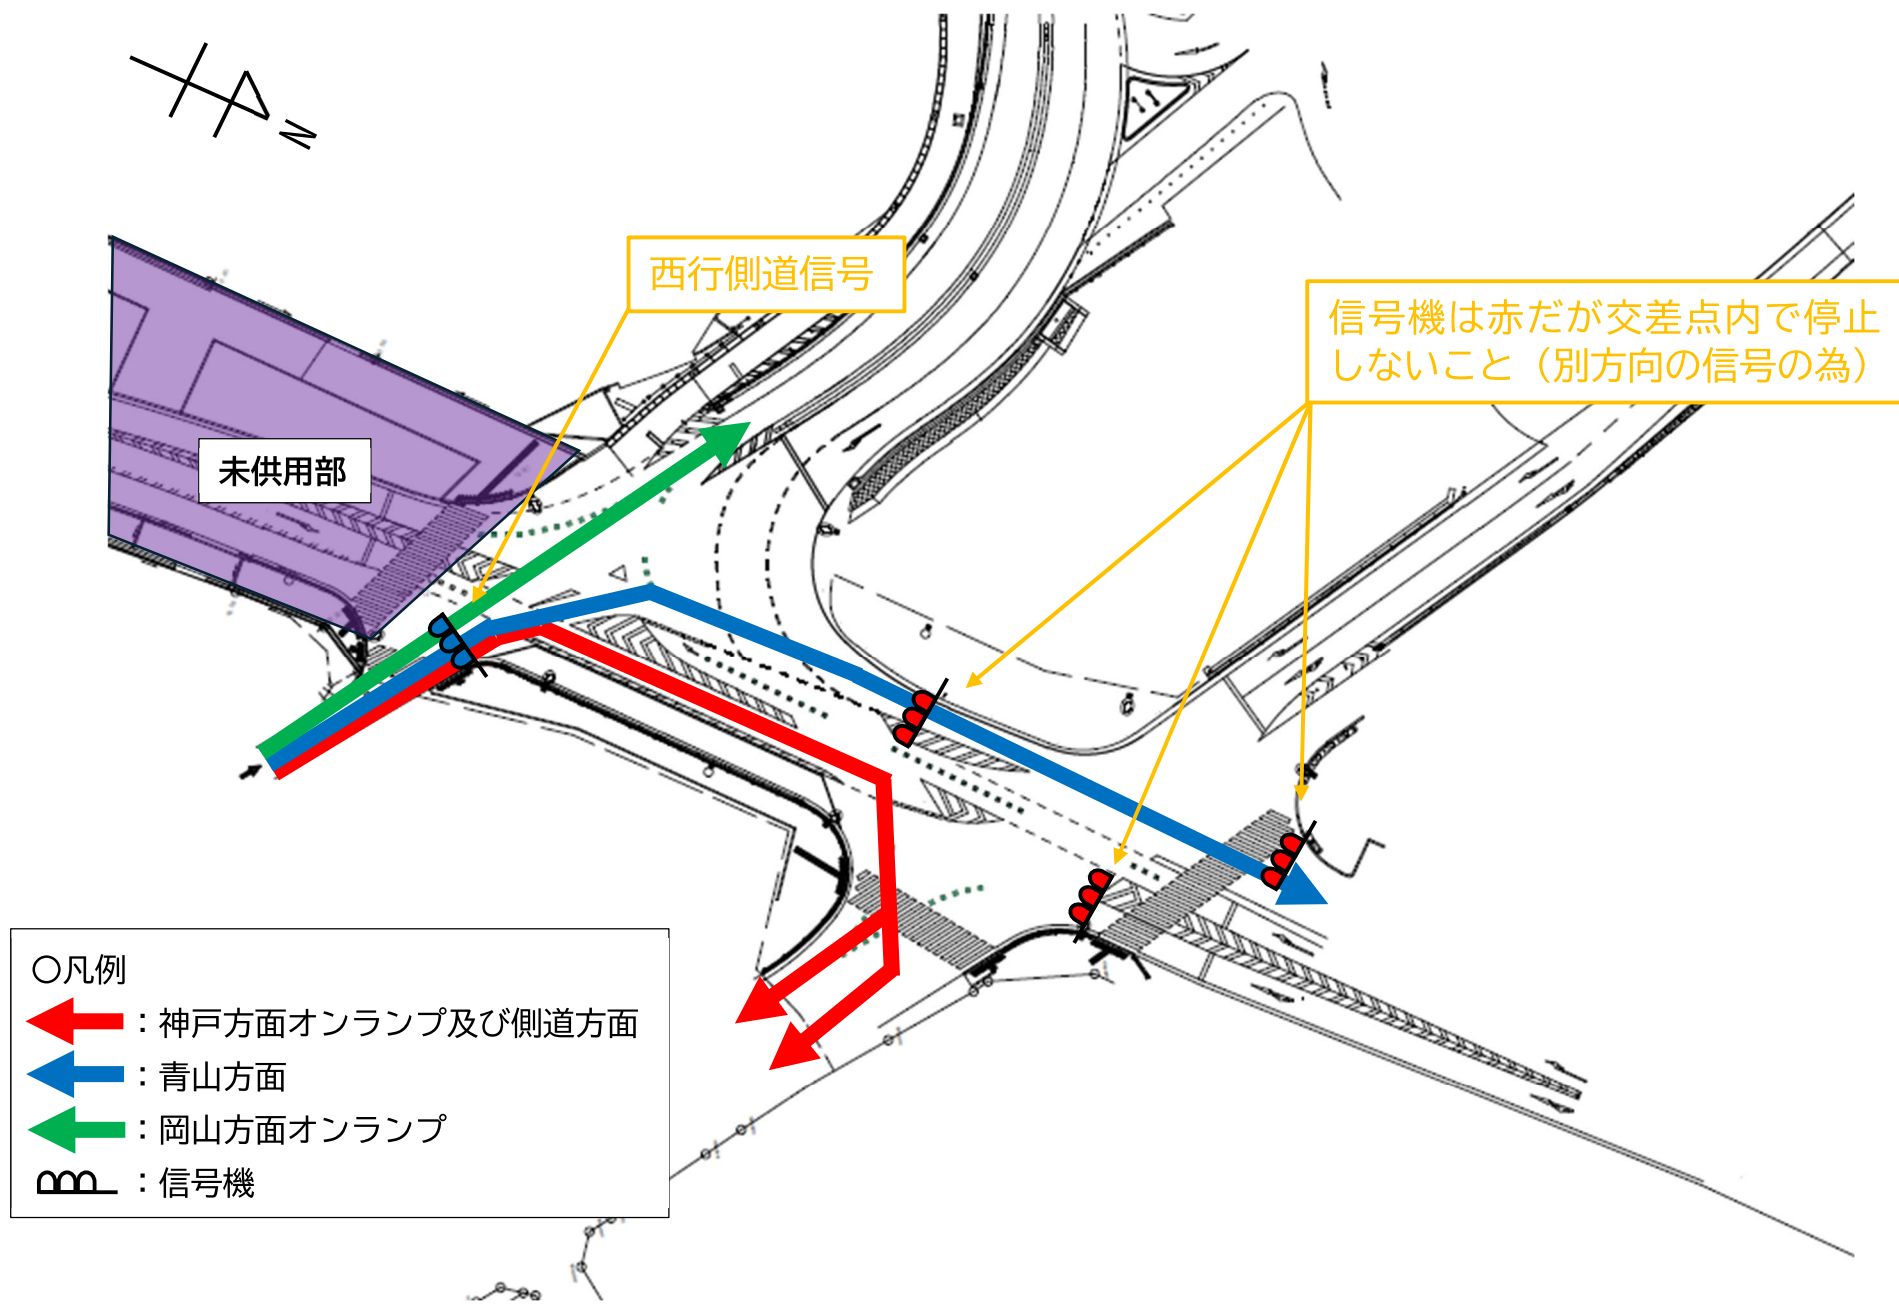 N
西行側道信号
信号機は赤だが交差点内で停止
しないこと（別方向の信号の為）
未供用部
〇凡例
：神戸方面オンランプ及び側道方面
：青山方面
：岡山方面オンランプ
：信号機